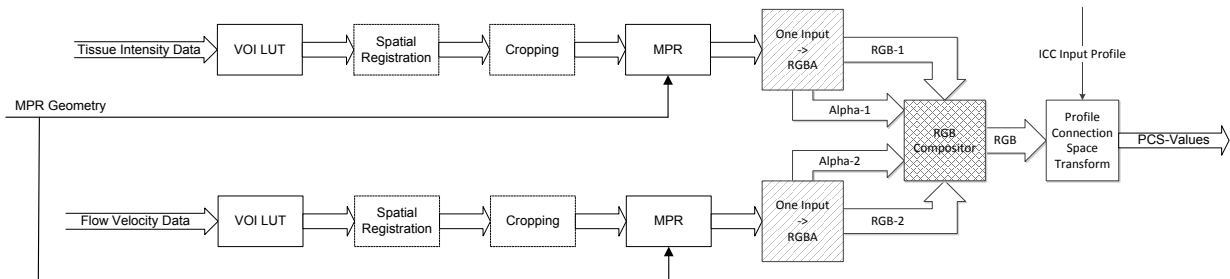 Tissue Intensity Data
VOI LUT
Spatial
Registration
Cropping
MPR
One Input
->
RGBA
RGB-1
Alpha-1
ICC Input Profile
MPR Geometry
RGB
Compositor
RGB
Profile
Connection
Space
Transform
PCS-Values
Alpha-2
Flow Velocity Data
VOI LUT
Spatial
Registration
Cropping
MPR
One Input
->
RGBA
RGB-2